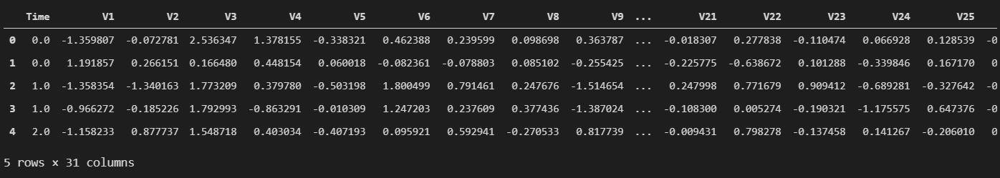 Time V1 V2 V3 V4 V5 V6 V7 V8 V9 ... V21 V22 V23 V24 V25
0 0.0 -1.359807 -0.072781 2.536347 1.378155 -0.338321 0.462388 0.239599 0.098698 0.363787 ... -0.018307 0.277838 -0.110474 0.066928 0.128539 -0
1 0.0 1.191857 0.266151 0.166480 0.448154 0.060018 -0.082361 -0.078803 0.085102 -0.255425 ... -0.225775 -0.638672 0.101288 -0.339846 0.167170 0
2 1.0 -1.358354 -1.340163 1.773209 0.379780 -0.503198 1.800499 0.791461 0.247676 -1.514654 ... 0.247998 0.771679 0.909412 -0.689281 -0.327642 -0
3 1.0 -0.966272 -0.185226 1.792993 -0.863291 -0.010309 1.247203 0.237609 0.377436 -1.387024 ... -0.108300 0.005274 -0.190321 -1.175575 0.647376 -0
4 2.0 -1.158233 0.877737 1.548718 0.403034 -0.407193 0.095921 0.592941 -0.270533 0.817739 ... -0.009431 0.798278 -0.137458 0.141267 -0.206010 0
5 rows × 31 columns